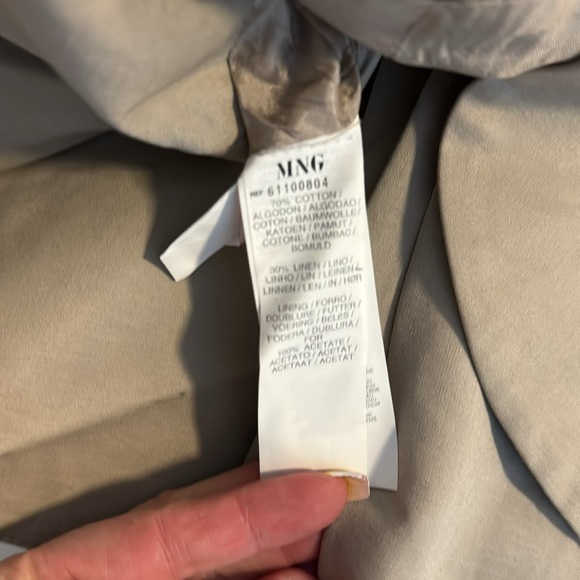 MNG
REF 61100804
70% COTTON /
ALGODON / ALGODAO /
COTON / BAUMWOLLE /
KATOEN / PAMUT /
COTONE / BUMBAC /
BOMULD
30% LINEN / LINO /
LINHO / LIN / LEINEN /
LINNEN / LEN / IN / HØR
LINING / FORRO /
DOUBLURE / FUTTER /
VOERING / BELES /
FODERA / DUBLURA /
FOR
100% ACETATE /
ACETATO / ACETAT /
ACETAAT / ACETAT